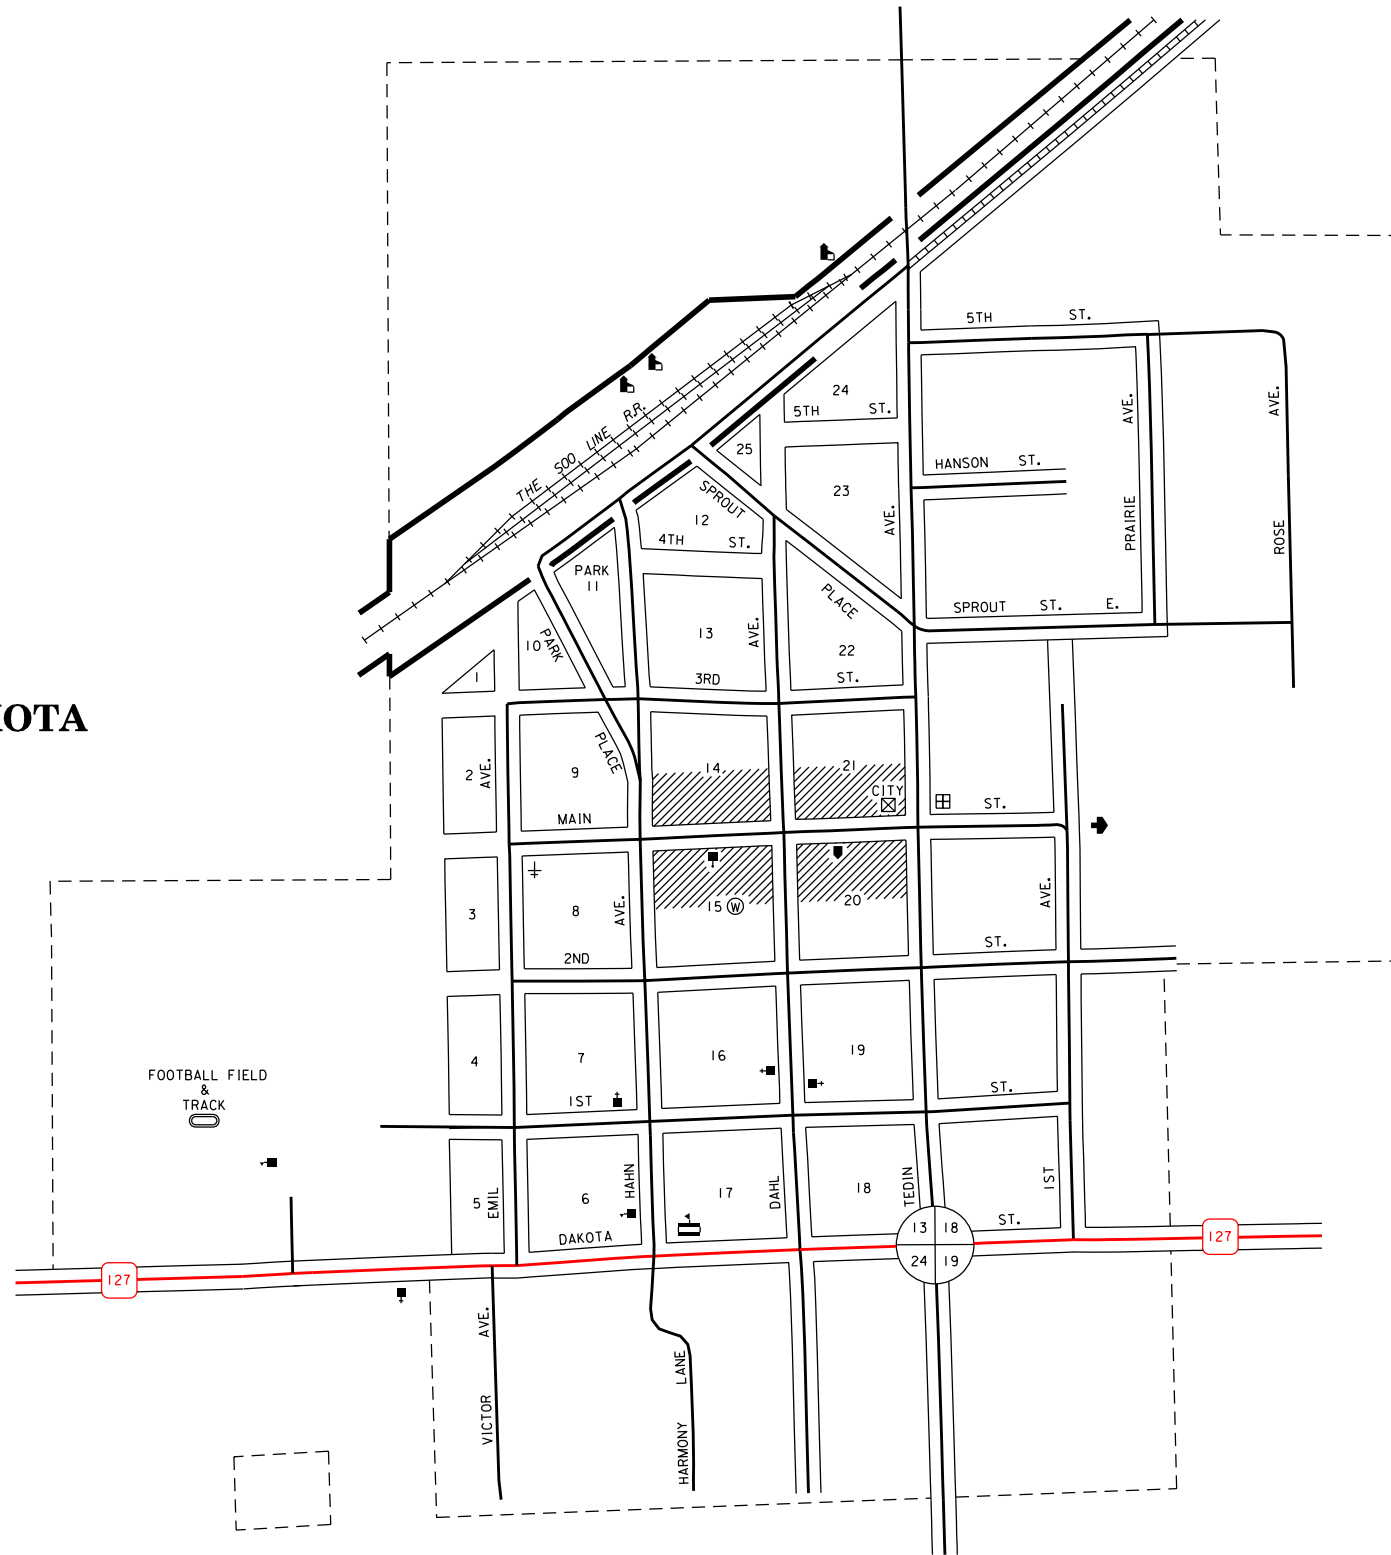 5TH ST.
24
5TH ST.
AVE.
AVE.
25
THE SOO LINE R.R.
HANSON ST.
23
SPROUT
12
4TH ST.
AVE.
PRAIRIE
ROSE
PARK
11
PLACE
SPROUT ST. E.
13
AVE.
10
PARK
22
1
3RD ST.
OTA
PLACE
2
AVE.
9
14
21
CITY
MAIN ST.
8
AVE.
15
W
20
AVE.
3
2ND ST.
7
16
19
4
FOOTBALL FIELD
&
TRACK
1ST ST.
5
EMIL
6
HAHN
17
DAHL
18
TEDIN
1ST
DAKOTA ST.
13 18
24 19
127
127
AVE.
VICTOR
LANE
HARMONY